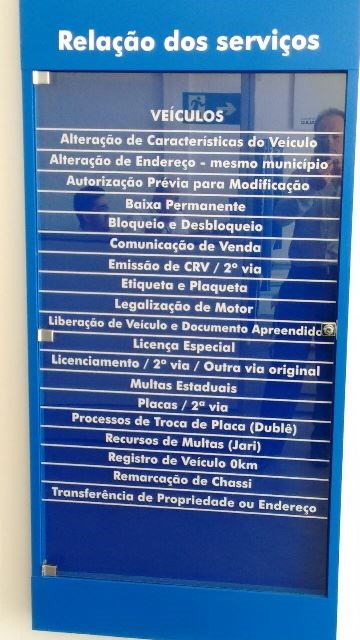 Relação dos serviços
VEÍCULOS
Alteração de Características do Veículo
Alteração de Endereço - mesmo município
Autorização Prévia para Modificação
Baixa Permanente
Bloqueio e Desbloqueio
Comunicação de Venda
Emissão de CRV / 2ª via
Etiqueta e Plaqueta
Legalização de Motor
Liberação de Veículo e Documento Apreendido
Licença Especial
Licenciamento / 2ª via / Outra via original
Multas Estaduais
Placas / 2ª via
Processos de Troca de Placa (Dublê)
Recursos de Multas (Jari)
Registro de Veículo 0km
Remarcação de Chassi
Transferência de Propriedade ou Endereço